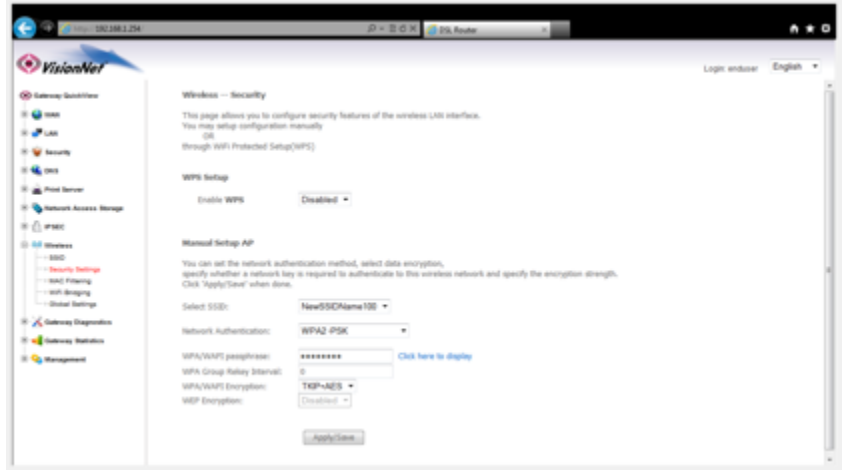 http://192.168.1.254/
DSL Router
VisionNet
Login: enduser
English
Gateway QuickView
WAN
LAN
Security
DNS
Print Server
Network Access Storage
IPSEC
Wireless
SSID
Security Settings
MAC Filtering
WiFi Briaging
Global Settings
Gateway Diagnostics
Gateway Statistics
Management
Wireless -- Security
This page allows you to configure security features of the wireless LAN interface.
You may setup configuration manually
OR
through WiFi Protected Setup(WPS)
WPS Setup
Enable WPS
Disabled
Manual Setup AP
You can set the network authentication method, select data encryption,
specify whether a network key is required to authenticate to this wireless network and specify the encryption strength.
Click 'Apply/Save' when done.
Select SSID:
NewSSIDName100
Network Authentication:
WPA2-PSK
WPA/WAPI passphrase:
••••••••
Click here to display
WPA Group Rekey Interval:
0
WPA/WAPI Encryption:
TKIP+AES
WEP Encryption:
Disabled
Apply/Save